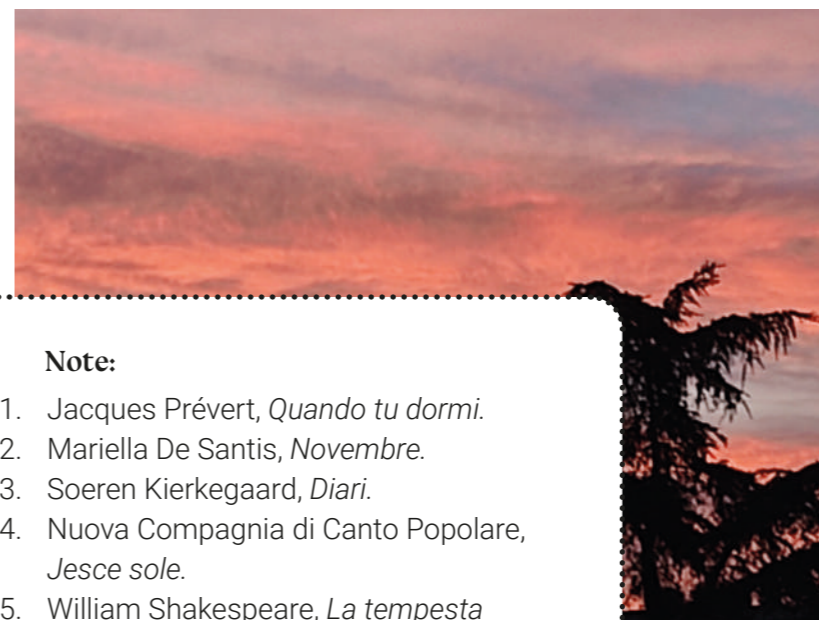 Note:
1. Jacques Prévert, Quando tu dormi.
2. Mariella De Santis, Novembre.
3. Soeren Kierkegaard, Diari.
4. Nuova Compagnia di Canto Popolare,
Jesce sole.
5. William Shakespeare, La tempesta